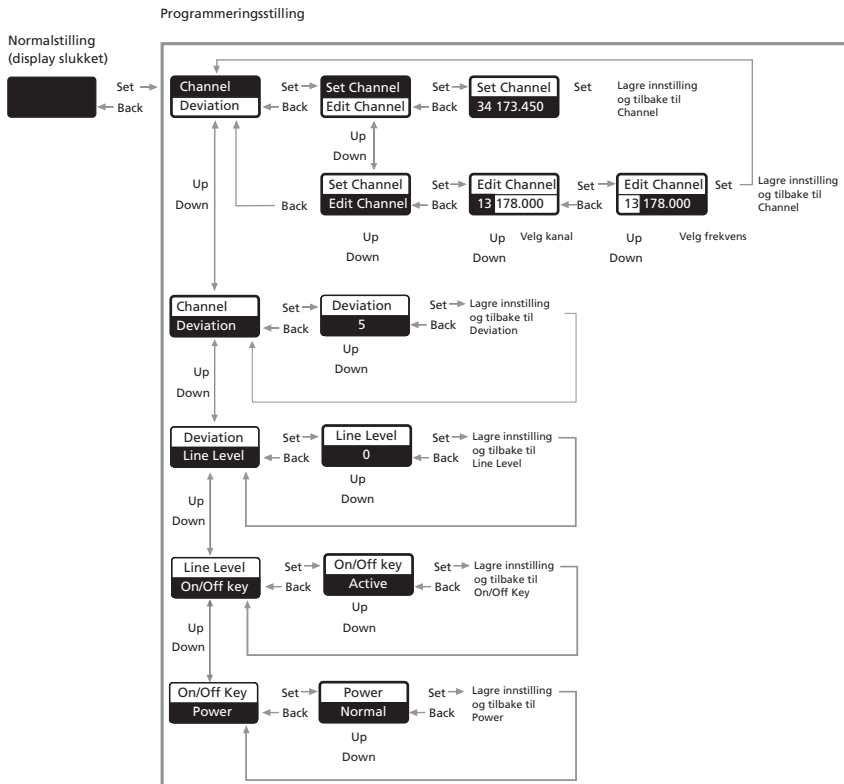 Programmeringsstilling
Normalstilling
(display slukket)
Set
Back
Channel
Deviation
Set
Back
Set Channel
Edit Channel
Set
Back
Set Channel
34 173.450
Set
Lagre innstilling
og tilbake til
Channel
Up
Down
Up
Down
Back
Set Channel
Edit Channel
Set
Back
Edit Channel
13 178.000
Set
Back
Edit Channel
13 178.000
Set
Lagre innstilling
og tilbake til
Channel
Up
Down
Up
Down
Velg kanal
Up
Down
Velg frekvens
Channel
Deviation
Set
Back
Deviation
5
Set
Back
Lagre innstilling
og tilbake til
Deviation
Up
Down
Up
Down
Deviation
Line Level
Set
Back
Line Level
0
Set
Back
Lagre innstilling
og tilbake til
Line Level
Up
Down
Up
Down
Line Level
On/Off key
Set
Back
On/Off key
Active
Set
Back
Lagre innstilling
og tilbake til
On/Off Key
Up
Down
Up
Down
On/Off Key
Power
Set
Back
Power
Normal
Set
Back
Lagre innstilling
og tilbake til
Power
Up
Down